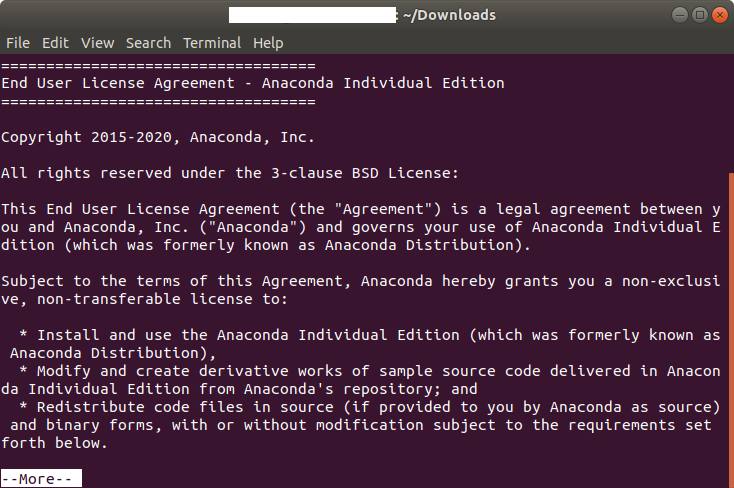 : ~/Downloads
File Edit View Search Terminal Help
===================================
End User License Agreement - Anaconda Individual Edition
===================================
Copyright 2015-2020, Anaconda, Inc.
All rights reserved under the 3-clause BSD License:
This End User License Agreement (the "Agreement") is a legal agreement between y
ou and Anaconda, Inc. ("Anaconda") and governs your use of Anaconda Individual E
dition (which was formerly known as Anaconda Distribution).
Subject to the terms of this Agreement, Anaconda hereby grants you a non-exclusi
ve, non-transferable license to:
* Install and use the Anaconda Individual Edition (which was formerly known as
Anaconda Distribution),
* Modify and create derivative works of sample source code delivered in Anacon
da Individual Edition from Anaconda's repository; and
* Redistribute code files in source (if provided to you by Anaconda as source)
and binary forms, with or without modification subject to the requirements set
forth below.
--More--